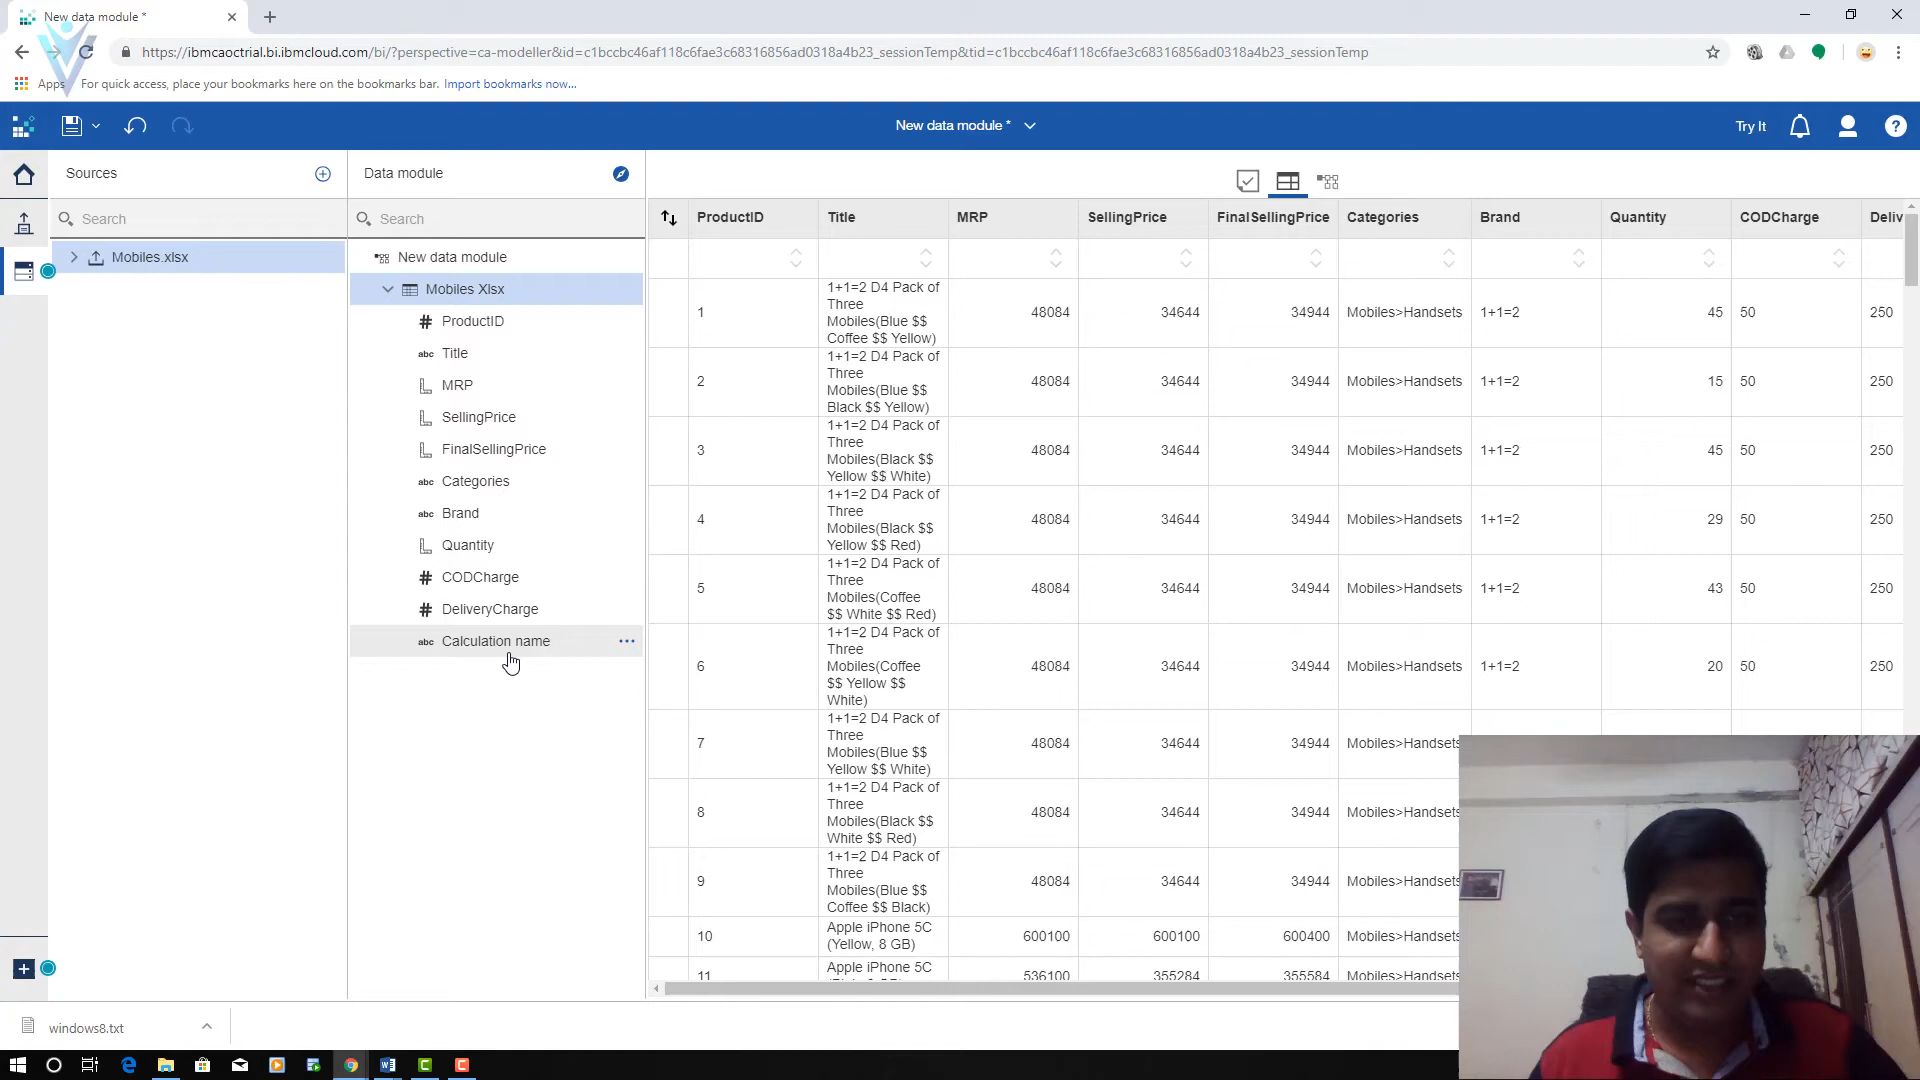 New data module *
https://ibmcaoctrial.bi.ibmcloud.com/bi/?perspective=ca-modeller&id=c1bccbc46af118c6fae3c68316856ad0318a4b23_sessionTemp&tid=c1bccbc46af118c6fae3c68316856ad0318a4b23_sessionTemp
Apps For quick access, place your bookmarks here on the bookmarks bar. Import bookmarks now...
New data module *
Try It
Sources
Search
Mobiles.xlsx
Data module
Search
New data module
Mobiles Xlsx
# ProductID
abc Title
MRP
SellingPrice
FinalSellingPrice
abc Categories
abc Brand
Quantity
# CODCharge
# DeliveryCharge
abc Calculation name
ProductID Title MRP SellingPrice FinalSellingPrice Categories Brand Quantity CODCharge Deliv
1+1=2 D4 Pack of
Three
1 48084 34644 34944 Mobiles>Handsets 1+1=2 45 50 250
Mobiles(Blue $$
Coffee $$ Yellow)
1+1=2 D4 Pack of
Three
2 48084 34644 34944 Mobiles>Handsets 1+1=2 15 50 250
Mobiles(Blue $$
Black $$ Yellow)
1+1=2 D4 Pack of
Three
3 48084 34644 34944 Mobiles>Handsets 1+1=2 45 50 250
Mobiles(Black $$
Yellow $$ White)
1+1=2 D4 Pack of
Three
4 48084 34644 34944 Mobiles>Handsets 1+1=2 29 50 250
Mobiles(Black $$
Yellow $$ Red)
1+1=2 D4 Pack of
Three
5 48084 34644 34944 Mobiles>Handsets 1+1=2 43 50 250
Mobiles(Coffee
$$ White $$ Red)
1+1=2 D4 Pack of
Three
6 Mobiles(Coffee 48084 34644 34944 Mobiles>Handsets 1+1=2 20 50 250
$$ Yellow $$
White)
1+1=2 D4 Pack of
Three
7 48084 34644 34944 Mobiles>Handsets
Mobiles(Blue $$
Yellow $$ White)
1+1=2 D4 Pack of
Three
8 48084 34644 34944 Mobiles>Handsets
Mobiles(Black $$
White $$ Red)
1+1=2 D4 Pack of
Three
9 48084 34644 34944 Mobiles>Handsets
Mobiles(Blue $$
Coffee $$ Black)
Apple iPhone 5C
10 600100 600100 600400 Mobiles>Handsets
(Yellow, 8 GB)
Apple iPhone 5C
11 536100 355284 355584 Mobiles>Handsets
windows8.txt